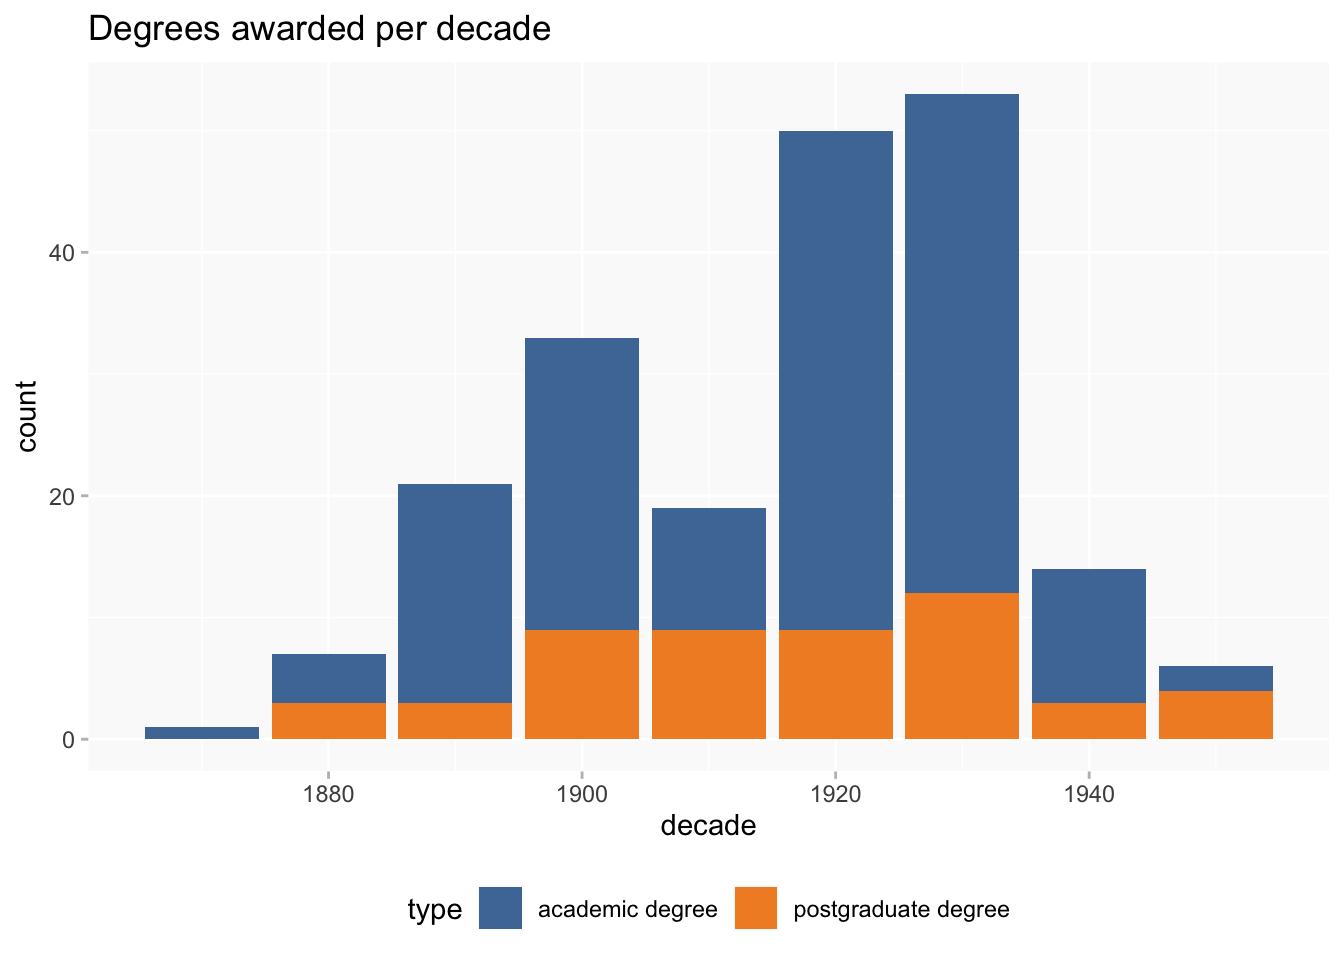 Degrees awarded per decade
count
40
20
0
1880 1900 1920 1940
decade
type academic degree postgraduate degree